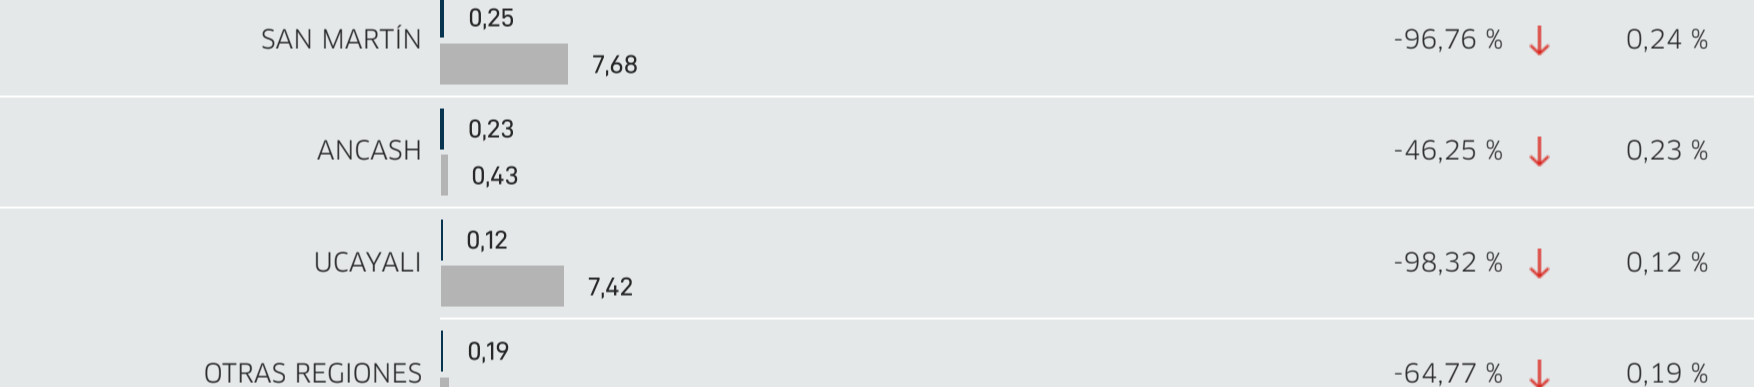 0,25
SAN MARTÍN -96,76 % ↓ 0,24 %
7,68
0,23
ANCASH -46,25 % ↓ 0,23 %
0,43
0,12
UCAYALI -98,32 % ↓ 0,12 %
7,42
0,19
OTRAS REGIONES -64,77 % ↓ 0,19 %